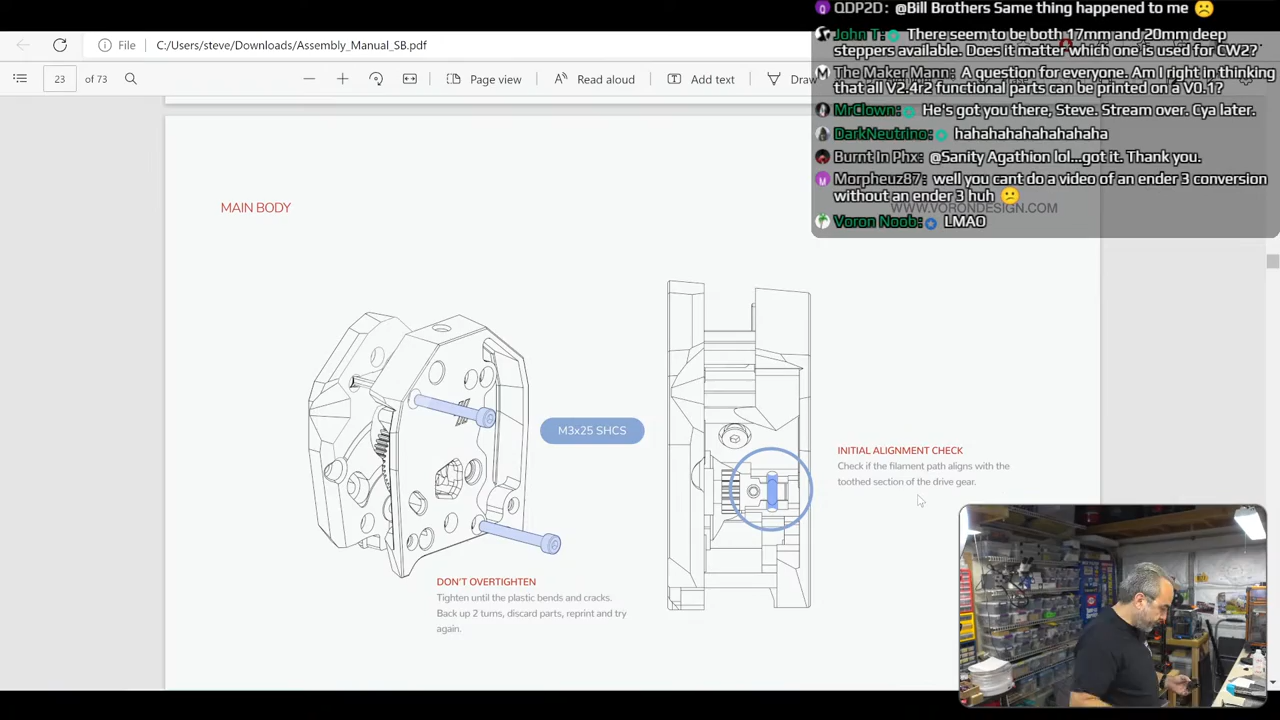 File
C:/Users/steve/Downloads/Assembly_Manual_SB.pdf
23
of 73
Page view
Read aloud
Add text
Draw
QDP2D: @Bill Brothers Same thing happened to me
John T: There seem to be both 17mm and 20mm deep
steppers available. Does it matter which one is used for CW2?
The Maker Mann: A question for everyone. Am I right in thinking
that all V2.4r2 functional parts can be printed on a V0.1?
MrClown: He's got you there, Steve. Stream over. Cya later.
DarkNeutrino: hahahahahahahahaha
Burnt In Phx: @Sanity Agathion lol...got it. Thank you.
Morpheuz87: well you cant do a video of an ender 3 conversion
without an ender 3 huh
Voron Noob: LMAO
MAIN BODY
WWW.VORONDESIGN.COM
M3x25 SHCS
INITIAL ALIGNMENT CHECK
Check if the filament path aligns with the
toothed section of the drive gear.
DON'T OVERTIGHTEN
Tighten until the plastic bends and cracks.
Back up 2 turns, discard parts, reprint and try
again.